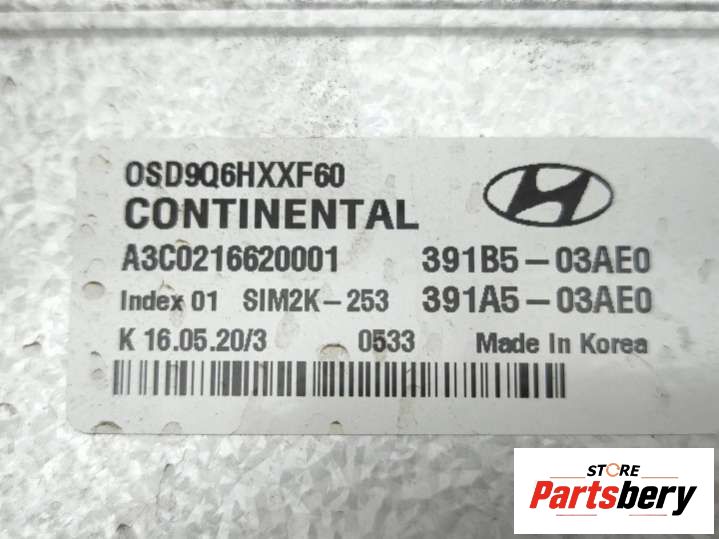 0SD9Q6HXXF60
CONTINENTAL
A3C0216620001 391B5-03AE0
Index 01 SIM2K-253 391A5-03AE0
K 16.05.20/3 0533 Made In Korea
STORE
Partsbery